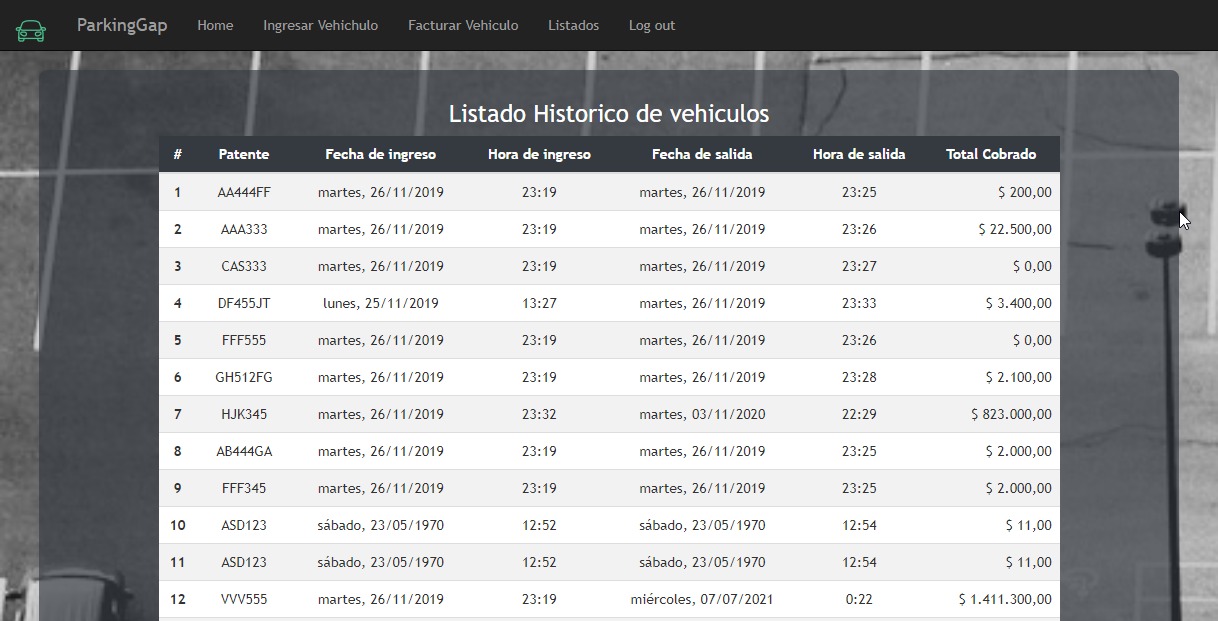 ParkingGap Home Ingresar Vehichulo Facturar Vehiculo Listados Log out
Listado Historico de vehiculos
# Patente Fecha de ingreso Hora de ingreso Fecha de salida Hora de salida Total Cobrado
1 AA444FF martes, 26/11/2019 23:19 martes, 26/11/2019 23:25 $ 200,00
2 AAA333 martes, 26/11/2019 23:19 martes, 26/11/2019 23:26 $ 22.500,00
3 CAS333 martes, 26/11/2019 23:19 martes, 26/11/2019 23:27 $ 0,00
4 DF455JT lunes, 25/11/2019 13:27 martes, 26/11/2019 23:33 $ 3.400,00
5 FFF555 martes, 26/11/2019 23:19 martes, 26/11/2019 23:26 $ 0,00
6 GH512FG martes, 26/11/2019 23:19 martes, 26/11/2019 23:28 $ 2.100,00
7 HJK345 martes, 26/11/2019 23:32 martes, 03/11/2020 22:29 $ 823.000,00
8 AB444GA martes, 26/11/2019 23:19 martes, 26/11/2019 23:25 $ 2.000,00
9 FFF345 martes, 26/11/2019 23:19 martes, 26/11/2019 23:25 $ 2.000,00
10 ASD123 sábado, 23/05/1970 12:52 sábado, 23/05/1970 12:54 $ 11,00
11 ASD123 sábado, 23/05/1970 12:52 sábado, 23/05/1970 12:54 $ 11,00
12 VVV555 martes, 26/11/2019 23:19 miércoles, 07/07/2021 0:22 $ 1.411.300,00